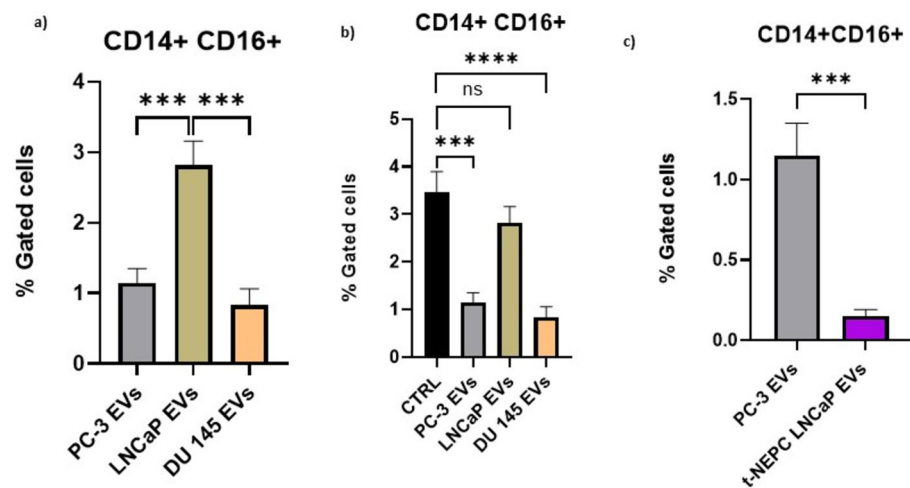 a)
CD14+ CD16+
*** ***
4
3
2
1
0
% Gated cells
PC-3 EVs
LNCaP EVs
DU 145 EVs
b)
CD14+ CD16+
****
ns
***
5
4
3
2
1
0
% Gated cells
CTRL
PC-3 EVs
LNCaP EVs
DU 145 EVs
c)
CD14+CD16+
***
1.5
1.0
0.5
0.0
% Gated cells
PC-3 EVs
t-NEPC LNCaP EVs